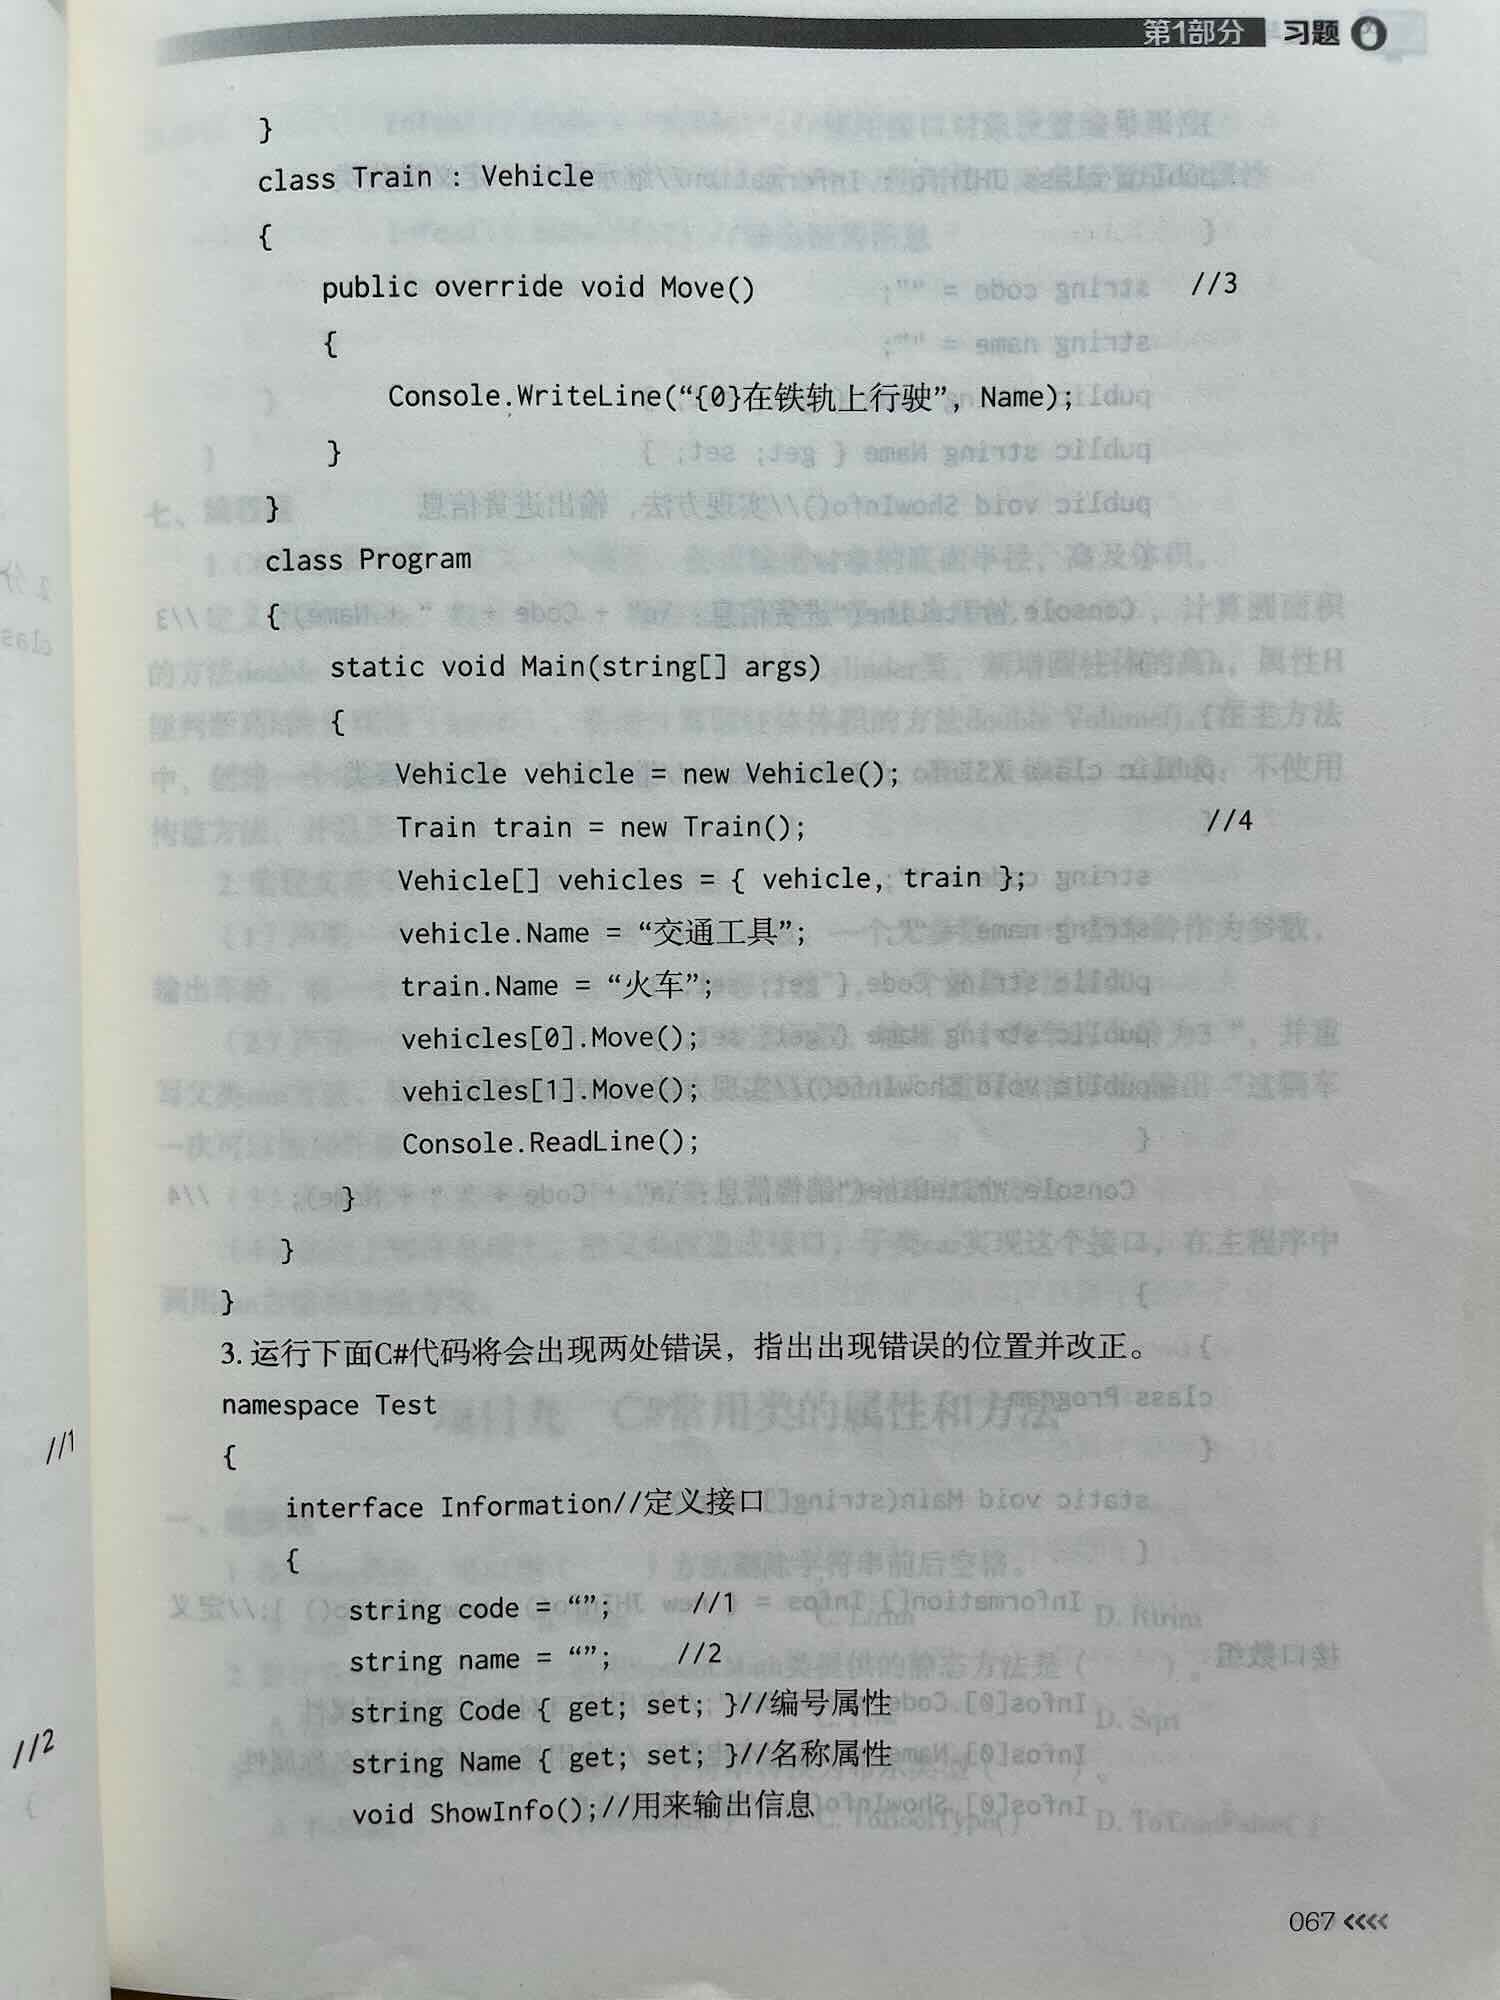 第1部分 习题
}
class Train : Vehicle
{
public override void Move() //3
{
Console.WriteLine(“{0}在铁轨上行驶”, Name);
}
}
class Program
{
static void Main(string[] args)
{
Vehicle vehicle = new Vehicle();
Train train = new Train(); //4
Vehicle[] vehicles = { vehicle, train };
vehicle.Name = “交通工具”;
train.Name = “火车”;
vehicles[0].Move();
vehicles[1].Move();
Console.ReadLine();
}
}
}
3. 运行下面C#代码将会出现两处错误，指出出现错误的位置并改正。
namespace Test
{
interface Information//定义接口
{
string code = “”; //1
string name = “”; //2
string Code { get; set; }//编号属性
string Name { get; set; }//名称属性
void ShowInfo();//用来输出信息
067 <<<<
//1
//2